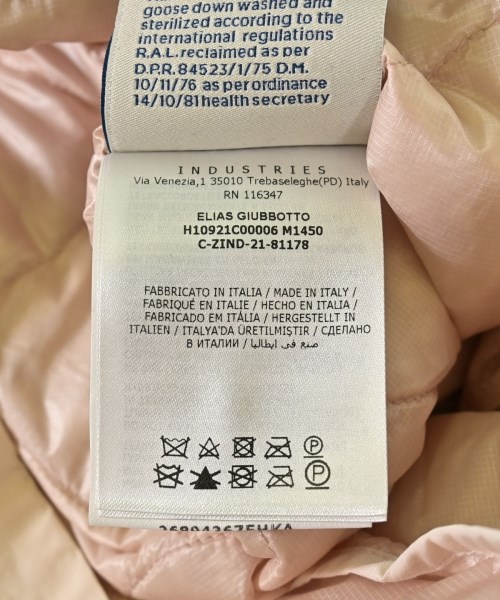 goose down washed and
sterilized according to the
international regulations
R.A.L.reclaimed as per
D.P.R.84523/1/75 D.M.
10/11/76 as per ordinance
14/10/81 health secretary
INDUSTRIES
Via Venezia,1 35010 Trebaseleghe(PD) Italy
RN 116347
ELIAS GIUBBOTTO
H10921C00006 M1450
C-ZIND-21-81178
FABBRICATO IN ITALIA / MADE IN ITALY /
FABRIQUÉ EN ITALIE / HECHO EN ITALIA /
FABRICADO EM ITÁLIA / HERGESTELLT IN
ITALIEN / ITALYA'DA ÜRETILMIŞTIR / СДЕЛАНО
В ИТАЛИИ / صنع في ايطاليا
P
P